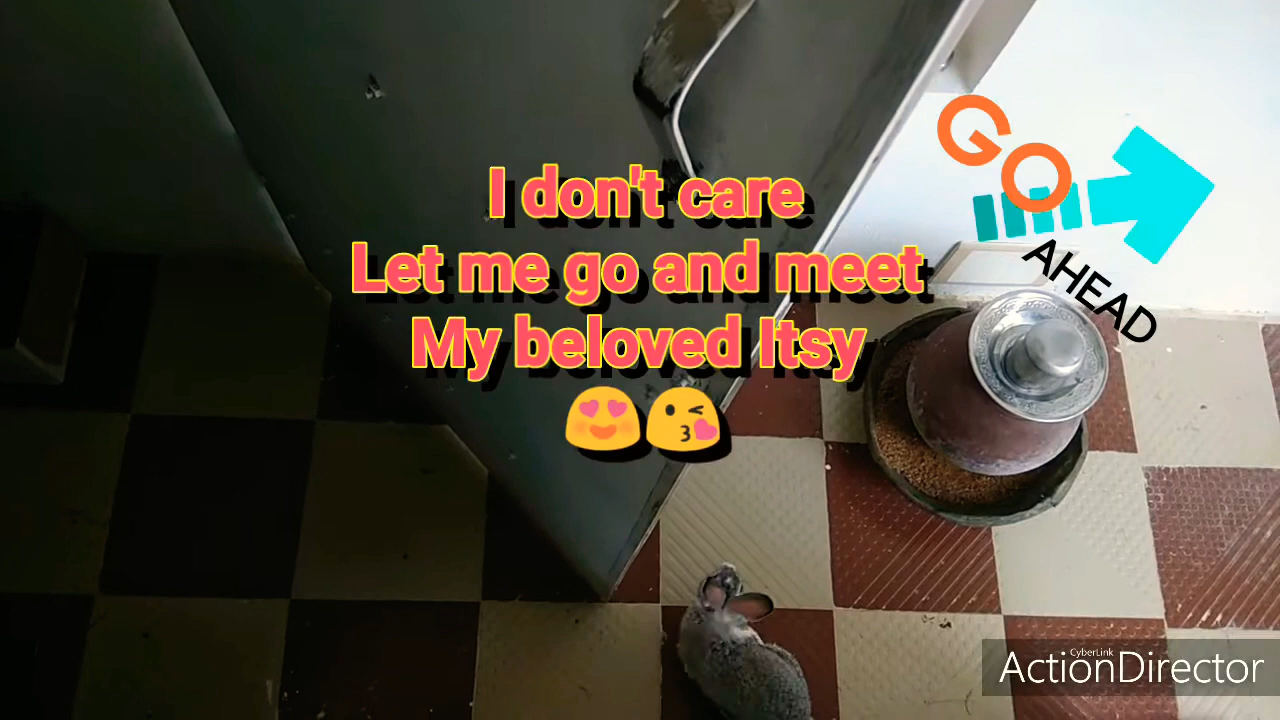 I don't care
Let me go and meet
My beloved Itsy
😍😘
GO
AHEAD
CyberLink
ActionDirector